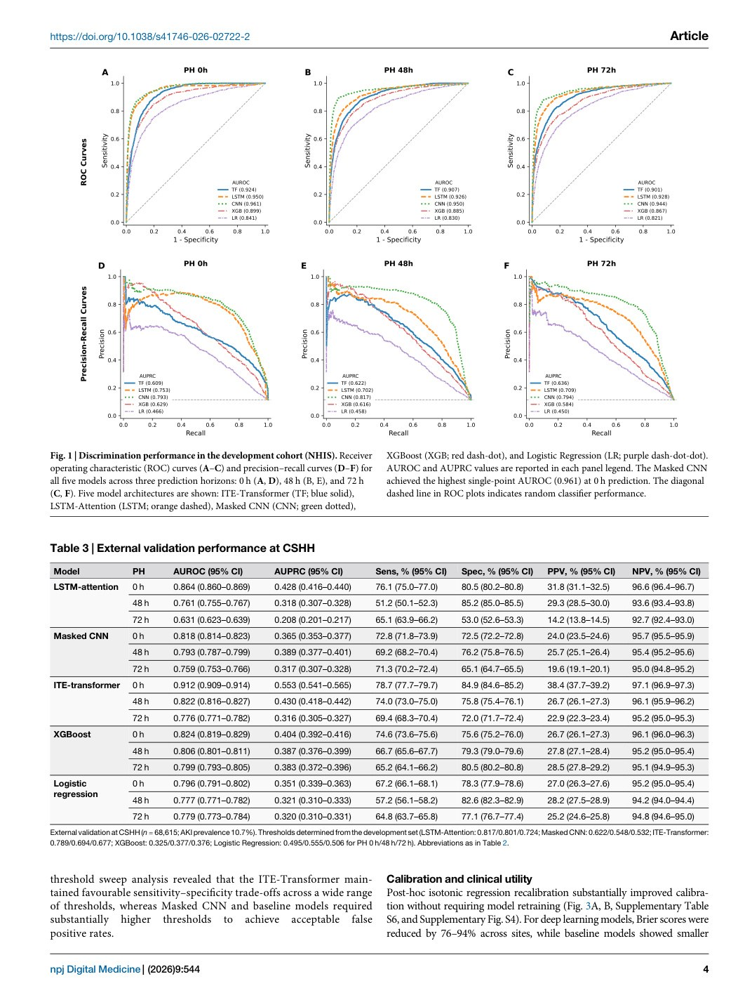 https://doi.org/10.1038/s41746-026-02722-2
Article
ROC Curves
A
PH 0h
Sensitivity
1.0
0.8
0.6
0.4
0.2
0.0
AUROC
TF (0.924)
LSTM (0.950)
CNN (0.961)
XGB (0.899)
LR (0.841)
0.0 0.2 0.4 0.6 0.8 1.0
1 - Specificity
B
PH 48h
Sensitivity
1.0
0.8
0.6
0.4
0.2
0.0
AUROC
TF (0.907)
LSTM (0.926)
CNN (0.950)
XGB (0.885)
LR (0.830)
0.0 0.2 0.4 0.6 0.8 1.0
1 - Specificity
C
PH 72h
Sensitivity
1.0
0.8
0.6
0.4
0.2
0.0
AUROC
TF (0.901)
LSTM (0.928)
CNN (0.944)
XGB (0.867)
LR (0.821)
0.0 0.2 0.4 0.6 0.8 1.0
1 - Specificity
Precision-Recall Curves
D
PH 0h
Precision
1.0
0.8
0.6
0.4
0.2
0.0
AUPRC
TF (0.609)
LSTM (0.753)
CNN (0.793)
XGB (0.629)
LR (0.466)
0.0 0.2 0.4 0.6 0.8 1.0
Recall
E
PH 48h
Precision
1.0
0.8
0.6
0.4
0.2
0.0
AUPRC
TF (0.622)
LSTM (0.702)
CNN (0.817)
XGB (0.616)
LR (0.458)
0.0 0.2 0.4 0.6 0.8 1.0
Recall
F
PH 72h
Precision
1.0
0.8
0.6
0.4
0.2
0.0
AUPRC
TF (0.636)
LSTM (0.709)
CNN (0.794)
XGB (0.584)
LR (0.450)
0.0 0.2 0.4 0.6 0.8 1.0
Recall
Fig. 1 | Discrimination performance in the development cohort (NHIS). Receiver
operating characteristic (ROC) curves (A–C) and precision–recall curves (D–F) for
all five models across three prediction horizons: 0 h (A, D), 48 h (B, E), and 72 h
(C, F). Five model architectures are shown: ITE-Transformer (TF; blue solid),
LSTM-Attention (LSTM; orange dashed), Masked CNN (CNN; green dotted),
XGBoost (XGB; red dash-dot), and Logistic Regression (LR; purple dash-dot-dot).
AUROC and AUPRC values are reported in each panel legend. The Masked CNN
achieved the highest single-point AUROC (0.961) at 0 h prediction. The diagonal
dashed line in ROC plots indicates random classifier performance.
Table 3 | External validation performance at CSHH
Model PH AUROC (95% CI) AUPRC (95% CI) Sens, % (95% CI) Spec, % (95% CI) PPV, % (95% CI) NPV, % (95% CI)
LSTM-attention 0 h 0.864 (0.860–0.869) 0.428 (0.416–0.440) 76.1 (75.0–77.0) 80.5 (80.2–80.8) 31.8 (31.1–32.5) 96.6 (96.4–96.7)
48 h 0.761 (0.755–0.767) 0.318 (0.307–0.328) 51.2 (50.1–52.3) 85.2 (85.0–85.5) 29.3 (28.5–30.0) 93.6 (93.4–93.8)
72 h 0.631 (0.623–0.639) 0.208 (0.201–0.217) 65.1 (63.9–66.2) 53.0 (52.6–53.3) 14.2 (13.8–14.5) 92.7 (92.4–93.0)
Masked CNN 0 h 0.818 (0.814–0.823) 0.365 (0.353–0.377) 72.8 (71.8–73.9) 72.5 (72.2–72.8) 24.0 (23.5–24.6) 95.7 (95.5–95.9)
48 h 0.793 (0.787–0.799) 0.389 (0.377–0.401) 69.2 (68.2–70.4) 76.2 (75.8–76.5) 25.7 (25.1–26.4) 95.4 (95.2–95.6)
72 h 0.759 (0.753–0.766) 0.317 (0.307–0.328) 71.3 (70.2–72.4) 65.1 (64.7–65.5) 19.6 (19.1–20.1) 95.0 (94.8–95.2)
ITE-transformer 0 h 0.912 (0.909–0.914) 0.553 (0.541–0.565) 78.7 (77.7–79.7) 84.9 (84.6–85.2) 38.4 (37.7–39.2) 97.1 (96.9–97.3)
48 h 0.822 (0.816–0.827) 0.430 (0.418–0.442) 74.0 (73.0–75.0) 75.8 (75.4–76.1) 26.7 (26.1–27.3) 96.1 (95.9–96.2)
72 h 0.776 (0.771–0.782) 0.316 (0.305–0.327) 69.4 (68.3–70.4) 72.0 (71.7–72.4) 22.9 (22.3–23.4) 95.2 (95.0–95.3)
XGBoost 0 h 0.824 (0.819–0.829) 0.404 (0.392–0.416) 74.6 (73.6–75.6) 75.6 (75.2–76.0) 26.7 (26.1–27.3) 96.1 (96.0–96.3)
48 h 0.806 (0.801–0.811) 0.387 (0.376–0.399) 66.7 (65.6–67.7) 79.3 (79.0–79.6) 27.8 (27.1–28.4) 95.2 (95.0–95.4)
72 h 0.799 (0.793–0.805) 0.383 (0.372–0.396) 65.2 (64.1–66.2) 80.5 (80.2–80.8) 28.5 (27.8–29.2) 95.1 (94.9–95.3)
Logistic regression 0 h 0.796 (0.791–0.802) 0.351 (0.339–0.363) 67.2 (66.1–68.1) 78.3 (77.9–78.6) 27.0 (26.3–27.6) 95.2 (95.0–95.4)
48 h 0.777 (0.771–0.782) 0.321 (0.310–0.333) 57.2 (56.1–58.2) 82.6 (82.3–82.9) 28.2 (27.5–28.9) 94.2 (94.0–94.4)
72 h 0.779 (0.773–0.784) 0.320 (0.310–0.331) 64.8 (63.7–65.8) 77.1 (76.7–77.4) 25.2 (24.6–25.8) 94.8 (94.6–95.0)
External validation at CSHH (n = 68,615; AKI prevalence 10.7%). Thresholds determined from the development set (LSTM-Attention: 0.817/0.801/0.724; Masked CNN: 0.622/0.548/0.532; ITE-Transformer:
0.789/0.694/0.677; XGBoost: 0.325/0.377/0.376; Logistic Regression: 0.495/0.555/0.506 for PH 0 h/48 h/72 h). Abbreviations as in Table 2.
threshold sweep analysis revealed that the ITE-Transformer main-
tained favourable sensitivity–specificity trade-offs across a wide range
of thresholds, whereas Masked CNN and baseline models required
substantially higher thresholds to achieve acceptable false
positive rates.
Calibration and clinical utility
Post-hoc isotonic regression recalibration substantially improved calibra-
tion without requiring model retraining (Fig. 3A, B, Supplementary Table
S6, and Supplementary Fig. S4). For deep learning models, Brier scores were
reduced by 76–94% across sites, while baseline models showed smaller
npj Digital Medicine | (2026)9:544
4